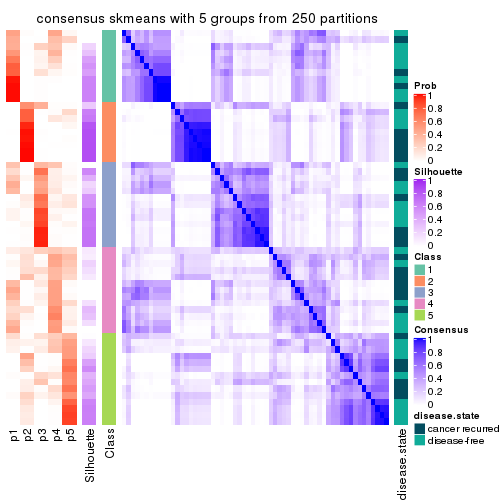 consensus skmeans with 5 groups from 250 partitions
Prob
1
0.8
0.6
0.4
0.2
0
Silhouette
1
0.8
0.6
0.4
0.2
0
Class
1
2
3
4
5
Consensus
1
0.8
0.6
0.4
0.2
0
disease.state
cancer recurred
disease-free
p1
p2
p3
p4
p5
Silhouette
Class
disease.state